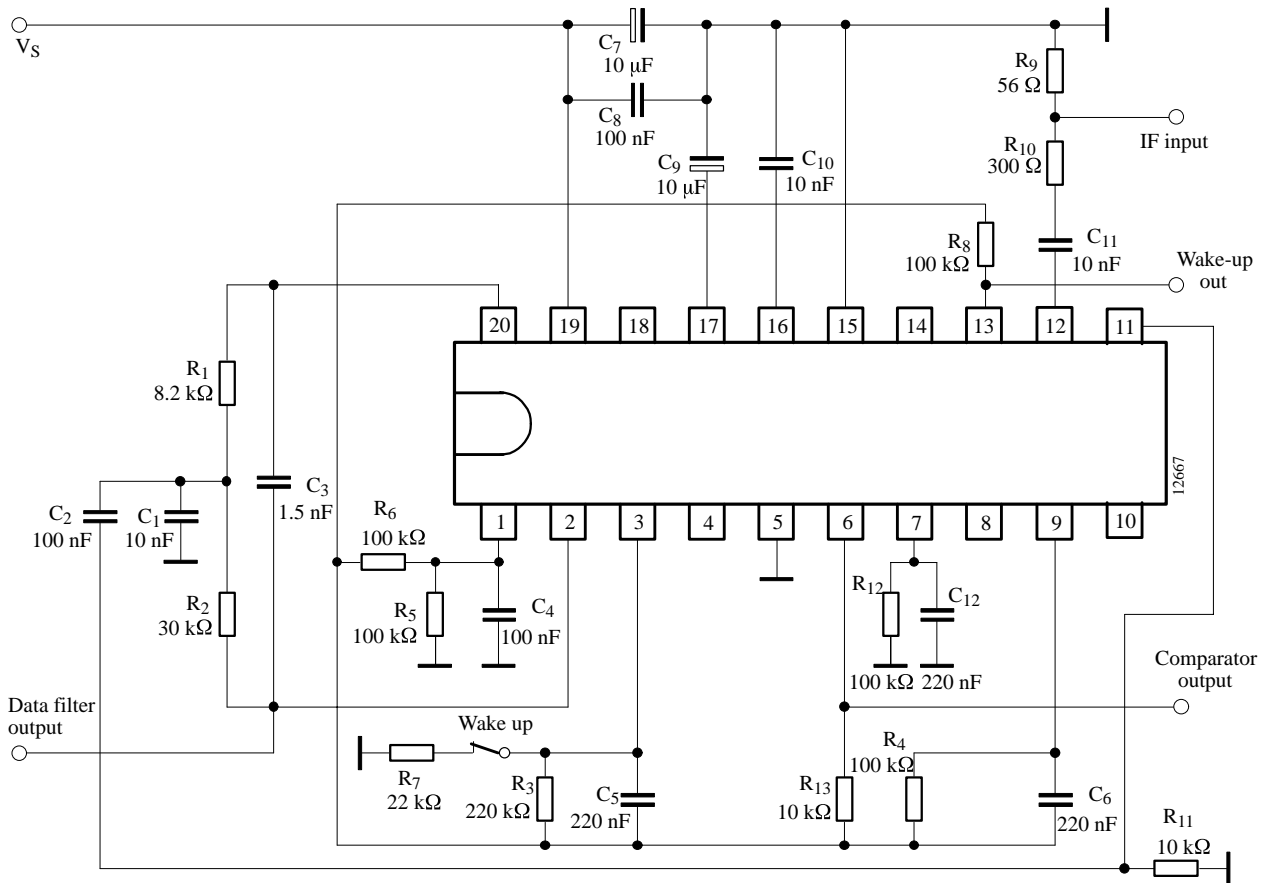 V_S
C7
10 µF
C8
100 nF
C9
10 µF
C10
10 nF
R9
56 Ω
IF input
R10
300 Ω
C11
10 nF
R8
100 kΩ
Wake-up
out
20 19 18 17 16 15 14 13 12 11
R1
8.2 kΩ
12667
C3
1.5 nF
C2
100 nF
C1
10 nF
R6
100 kΩ
1 2 3 4 5 6 7 8 9 10
R2
30 kΩ
R5
100 kΩ
C4
100 nF
R12
100 kΩ
C12
220 nF
Comparator
output
Data filter
output
Wake up
R7
22 kΩ
R3
220 kΩ
C5
220 nF
R13
10 kΩ
R4
100 kΩ
C6
220 nF
R11
10 kΩ